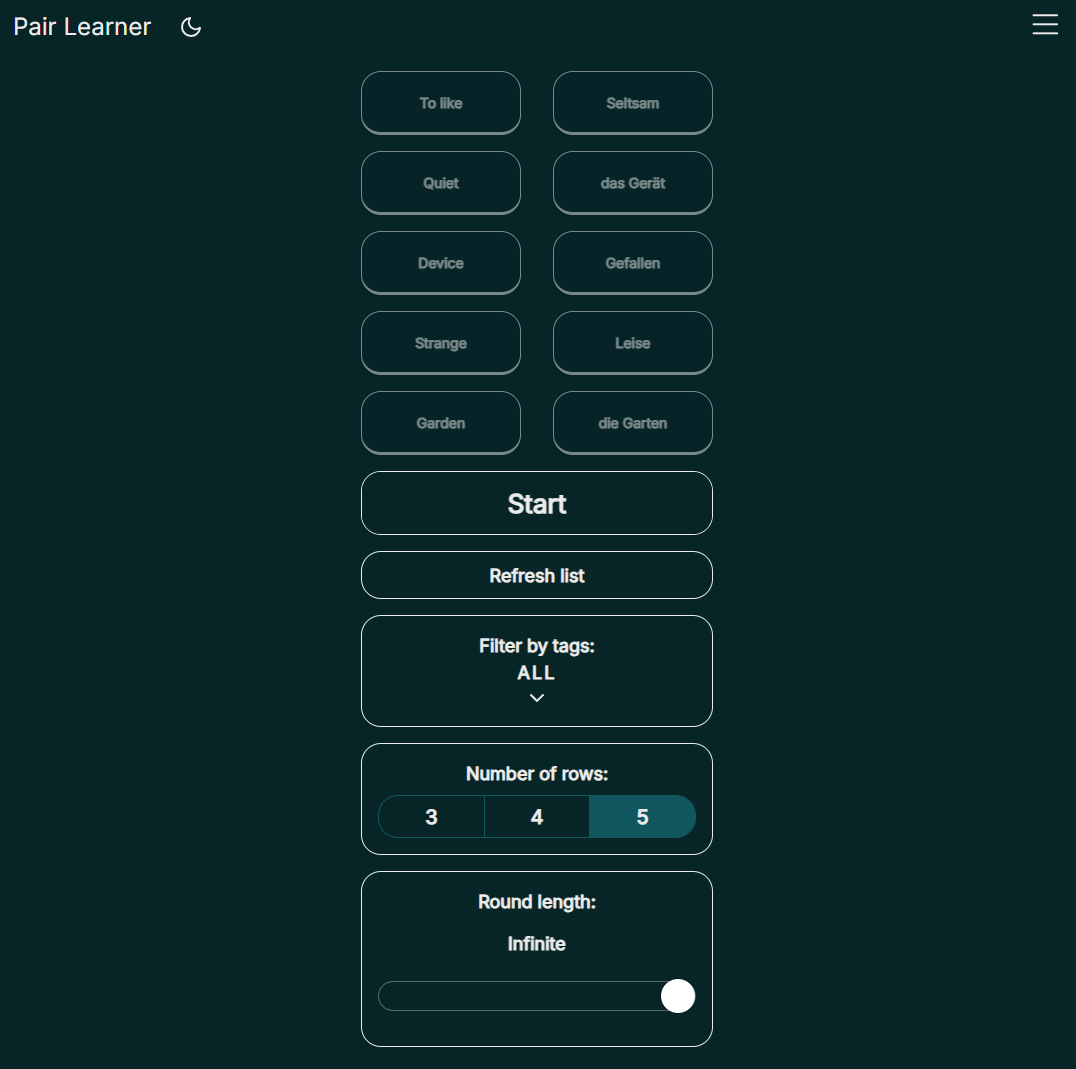 Pair Learner
To like
Seltsam
Quiet
das Gerät
Device
Gefallen
Strange
Leise
Garden
die Garten
Start
Refresh list
Filter by tags:
ALL
Number of rows:
3 4 5
Round length:
Infinite